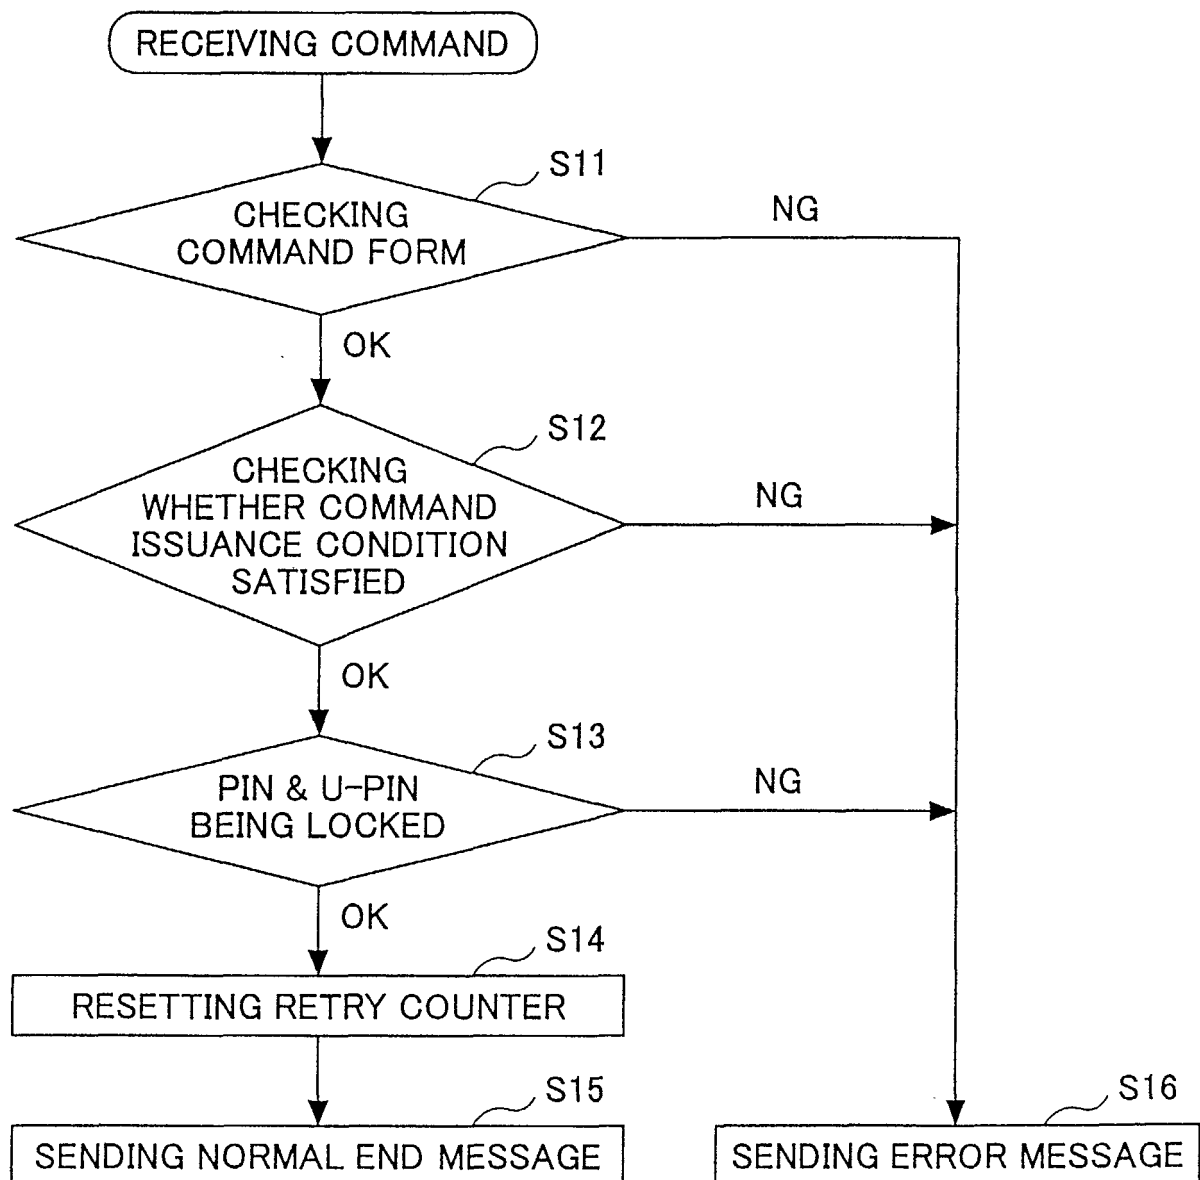 RECEIVING COMMAND
S11
CHECKING
COMMAND FORM
NG
OK
S12
CHECKING
WHETHER COMMAND
ISSUANCE CONDITION
SATISFIED
NG
OK
S13
PIN & U-PIN
BEING LOCKED
NG
OK
S14
RESETTING RETRY COUNTER
S15
SENDING NORMAL END MESSAGE
S16
SENDING ERROR MESSAGE